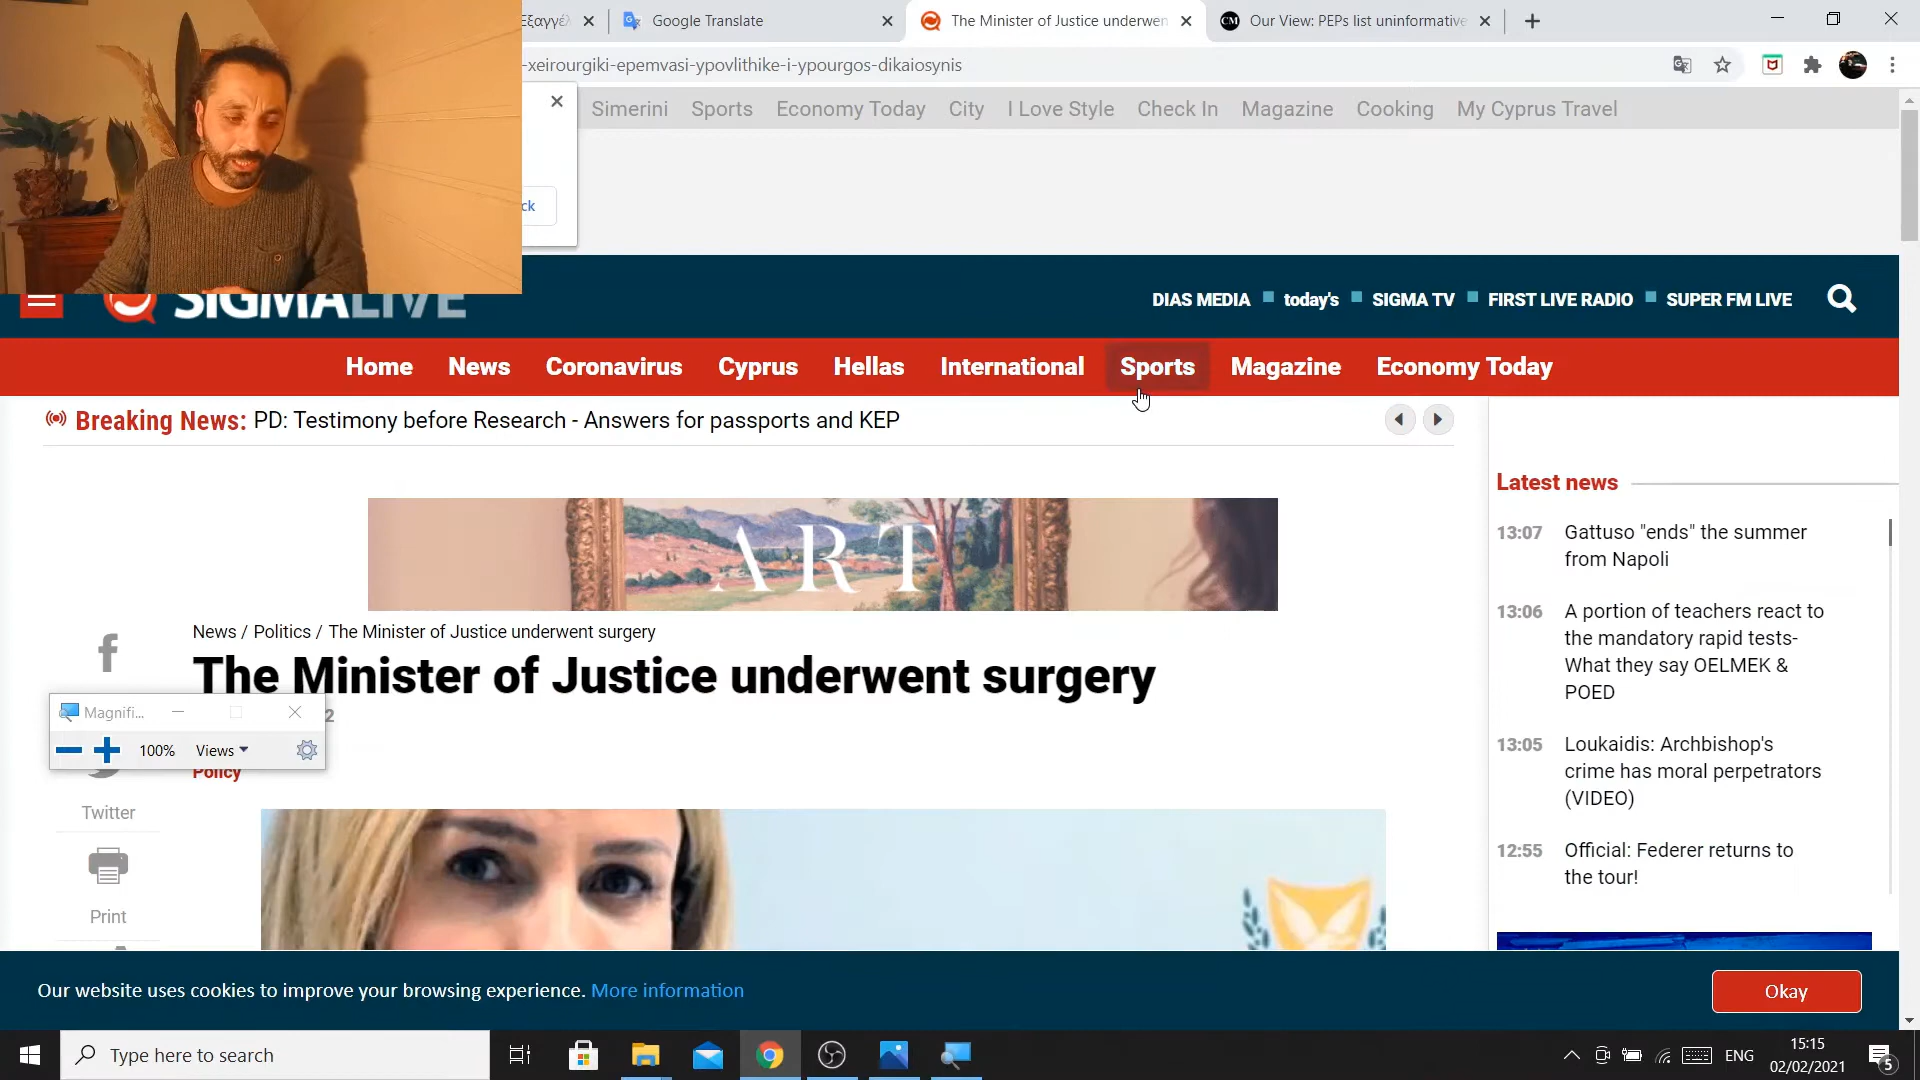 Εξαγγέλ
Google Translate
The Minister of Justice underwen
CM
Our View: PEPs list uninformative
-xeirourgiki-epemvasi-ypovlithike-i-ypourgos-dikaiosynis
Simerini Sports Economy Today City I Love Style Check In Magazine Cooking My Cyprus Travel
ck
SIGMALIVE
DIAS MEDIA today's SIGMA TV FIRST LIVE RADIO SUPER FM LIVE
Home News Coronavirus Cyprus Hellas International Sports Magazine Economy Today
Breaking News: PD: Testimony before Research - Answers for passports and KEP
Latest news
13:07 Gattuso "ends" the summer
from Napoli
13:06 A portion of teachers react to
the mandatory rapid tests-
What they say OELMEK &
POED
13:05 Loukaidis: Archbishop's
crime has moral perpetrators
(VIDEO)
12:55 Official: Federer returns to
the tour!
ART
News / Politics / The Minister of Justice underwent surgery
The Minister of Justice underwent surgery
2
Magnifi...
100% Views
Policy
Twitter
Print
Our website uses cookies to improve your browsing experience. More information
Okay
Type here to search
ENG
15:15
02/02/2021
5